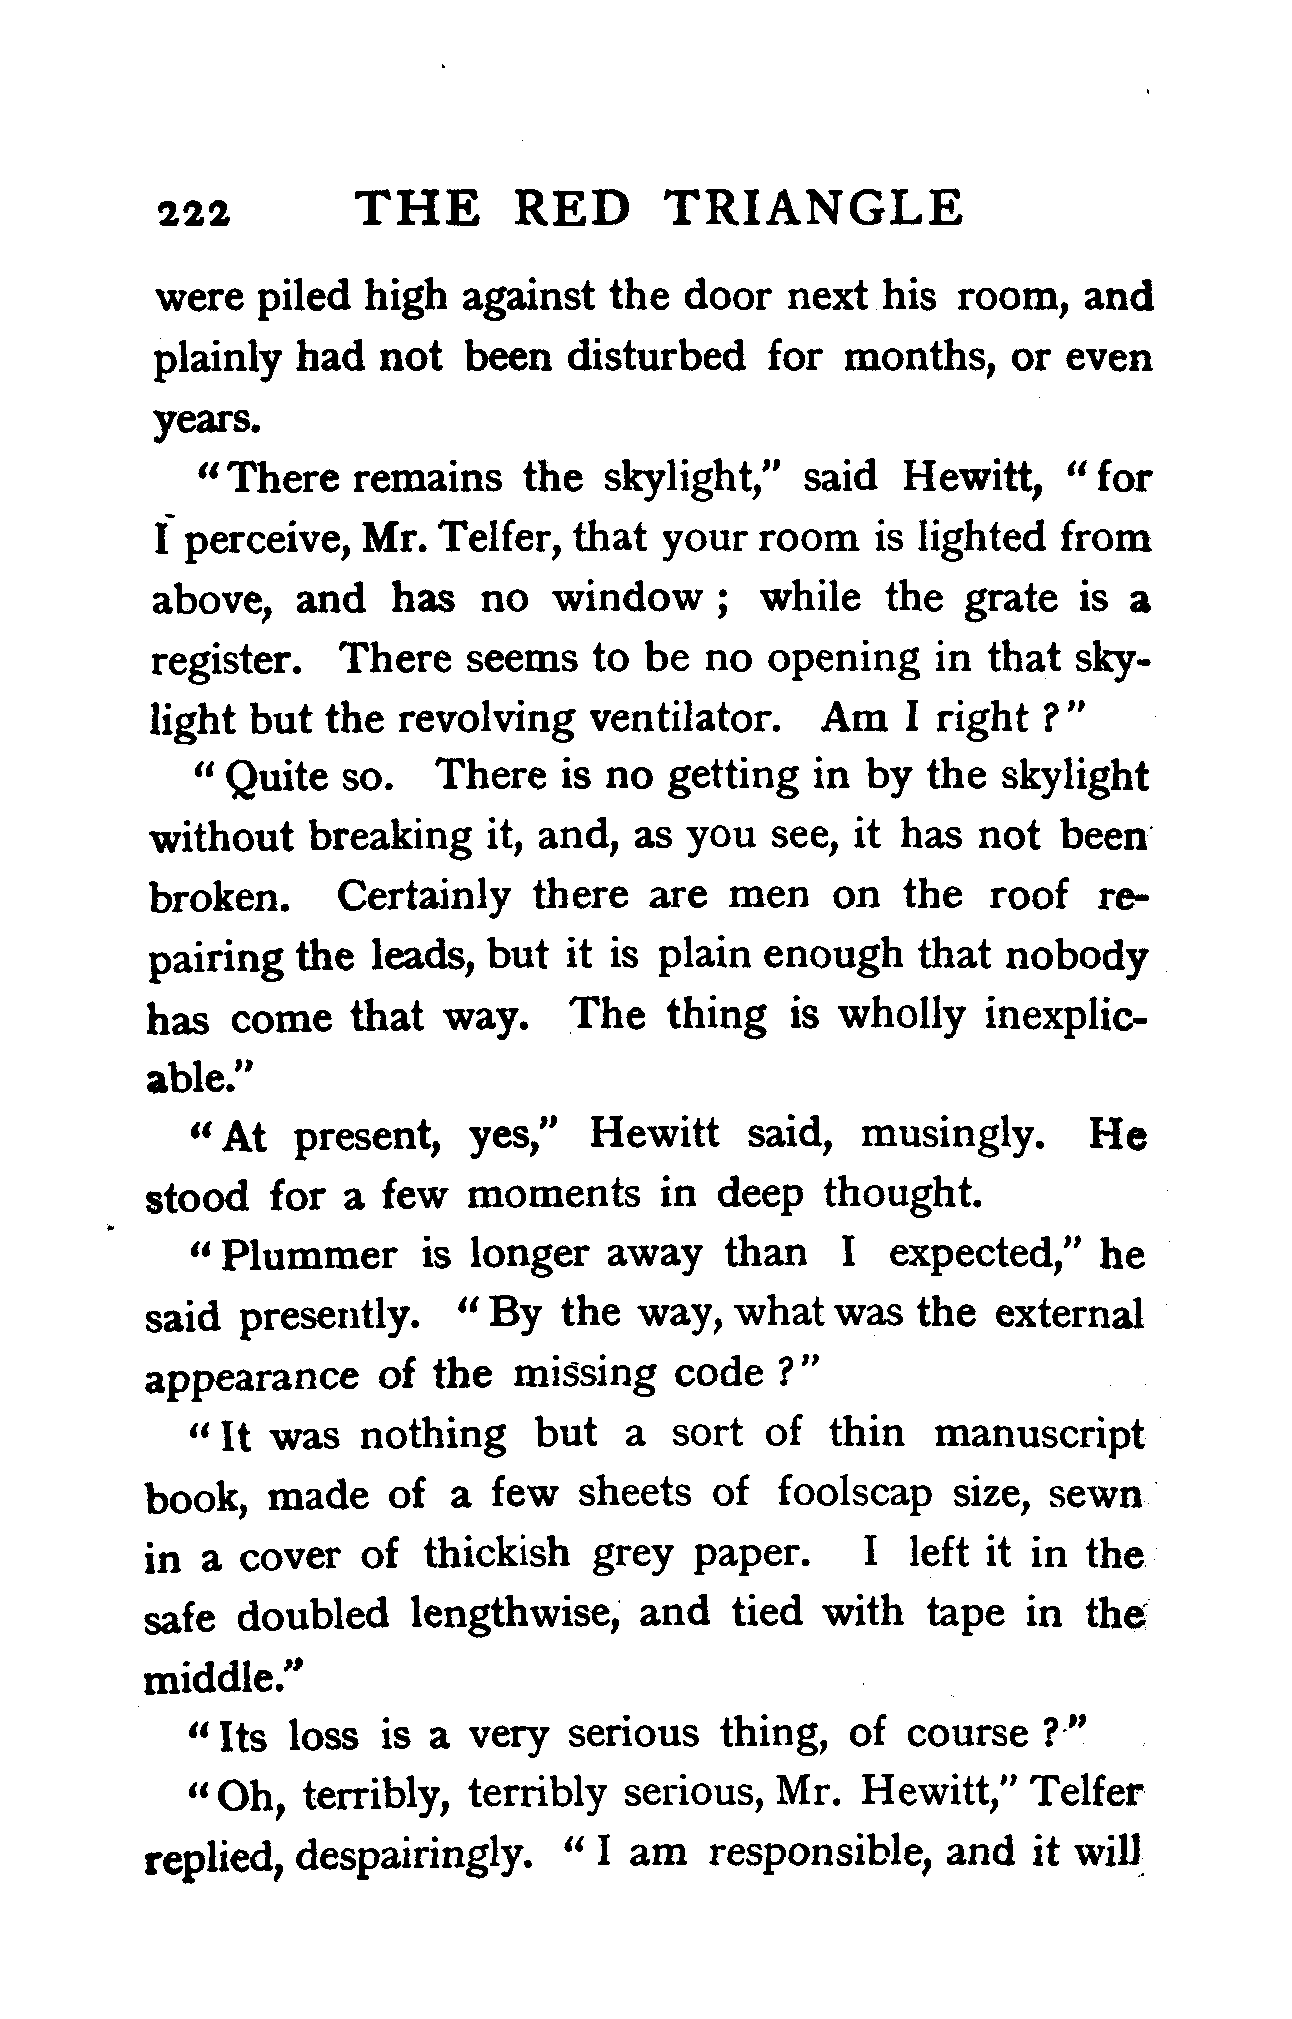 222 THE RED TRIANGLE
were piled high against the door next his room, and
plainly had not been disturbed for months, or even
years.
"There remains the skylight," said Hewitt, "for
I perceive, Mr. Telfer, that your room is lighted from
above, and has no window ; while the grate is a
register. There seems to be no opening in that sky-
light but the revolving ventilator. Am I right ?"
"Quite so. There is no getting in by the skylight
without breaking it, and, as you see, it has not been
broken. Certainly there are men on the roof re-
pairing the leads, but it is plain enough that nobody
has come that way. The thing is wholly inexplic-
able."
"At present, yes," Hewitt said, musingly. He
stood for a few moments in deep thought.
"Plummer is longer away than I expected," he
said presently. "By the way, what was the external
appearance of the missing code ?"
"It was nothing but a sort of thin manuscript
book, made of a few sheets of foolscap size, sewn
in a cover of thickish grey paper. I left it in the
safe doubled lengthwise, and tied with tape in the
middle."
"Its loss is a very serious thing, of course ?"
"Oh, terribly, terribly serious, Mr. Hewitt," Telfer
replied, despairingly. "I am responsible, and it will